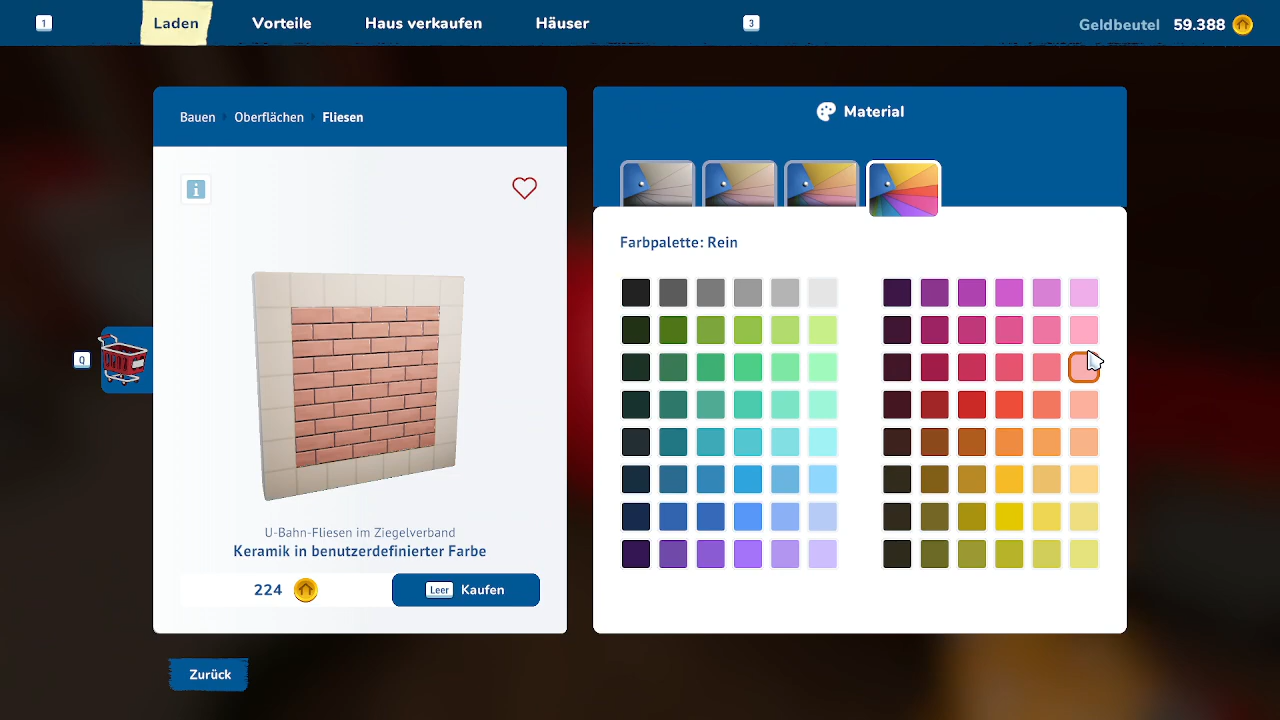 1
Laden
Vorteile
Haus verkaufen
Häuser
3
Geldbeutel 59.388
Bauen Oberflächen Fliesen
i
Material
Farbpalette: Rein
Q
U-Bahn-Fliesen im Ziegelverband
Keramik in benutzerdefinierter Farbe
224
Leer Kaufen
Zurück